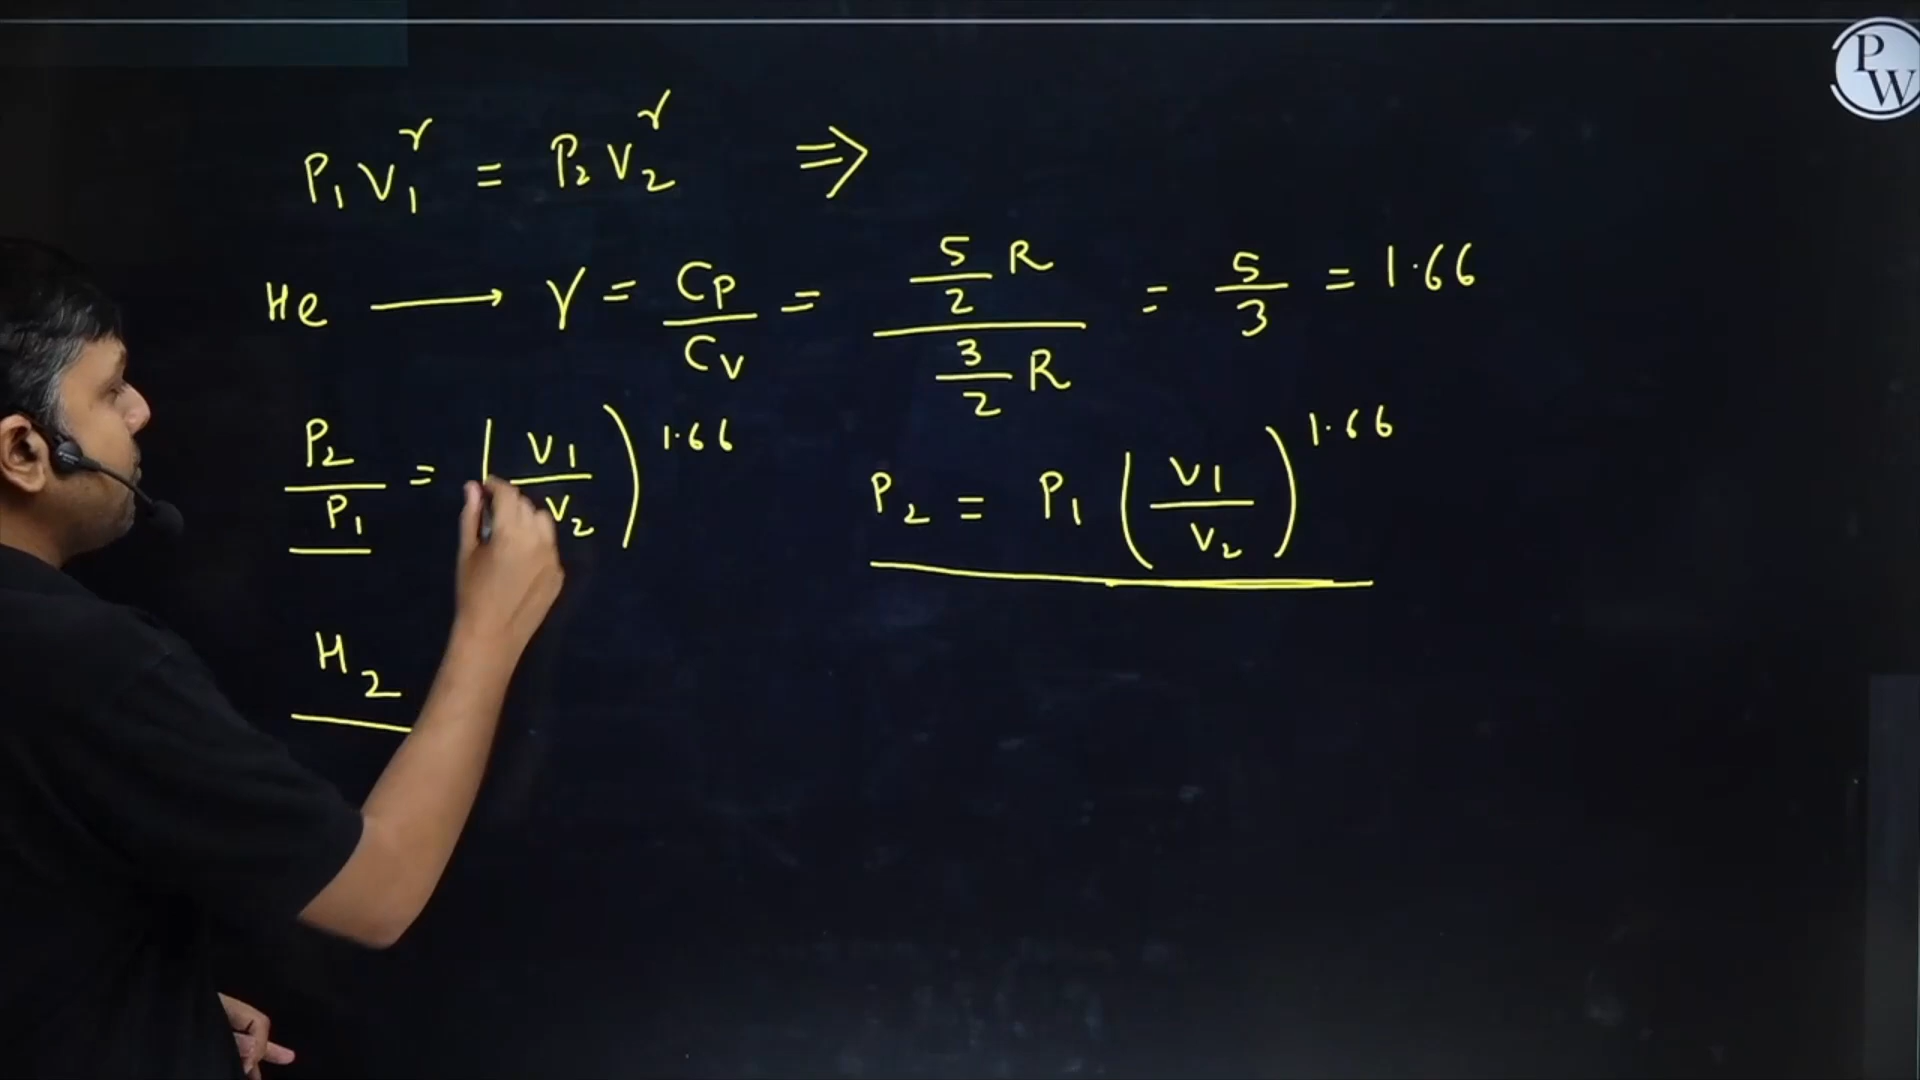 PW
P₁V₁^γ = P₂V₂^γ ⇒
He ⟶ γ = Cp/Cv = (5/2 R)/(3/2 R) = 5/3 = 1.66
P₂/P₁ = (V₁/V₂)^1.66    P₂ = P₁ (V₁/V₂)^1.66
H₂